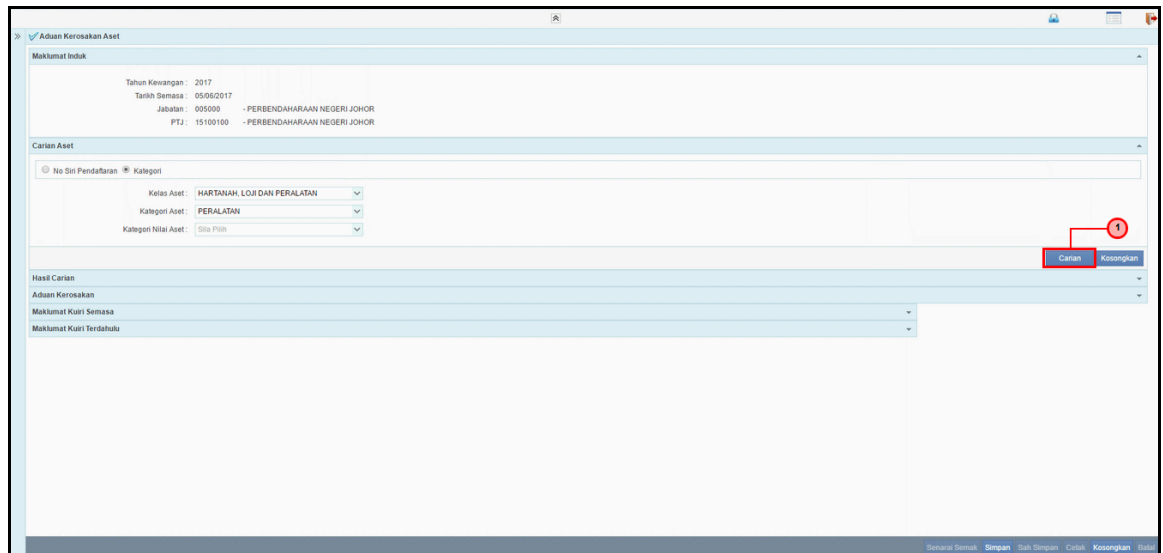 Aduan Kerosakan Aset
Maklumat Induk
Tahun Kewangan : 2017
Tarikh Semasa : 05/06/2017
Jabatan : 005000 - PERBENDAHARAAN NEGERI JOHOR
PTJ : 15100100 - PERBENDAHARAAN NEGERI JOHOR
Carian Aset
No Siri Pendaftaran Kategori
Kelas Aset : HARTANAH, LOJI DAN PERALATAN
Kategori Aset : PERALATAN
Kategori Nilai Aset : Sila Pilih
1
Carian Kosongkan
Hasil Carian
Aduan Kerosakan
Maklumat Kuiri Semasa
Maklumat Kuiri Terdahulu
Senarai Semak Simpan Sah Simpan Cetak Kosongkan Batal